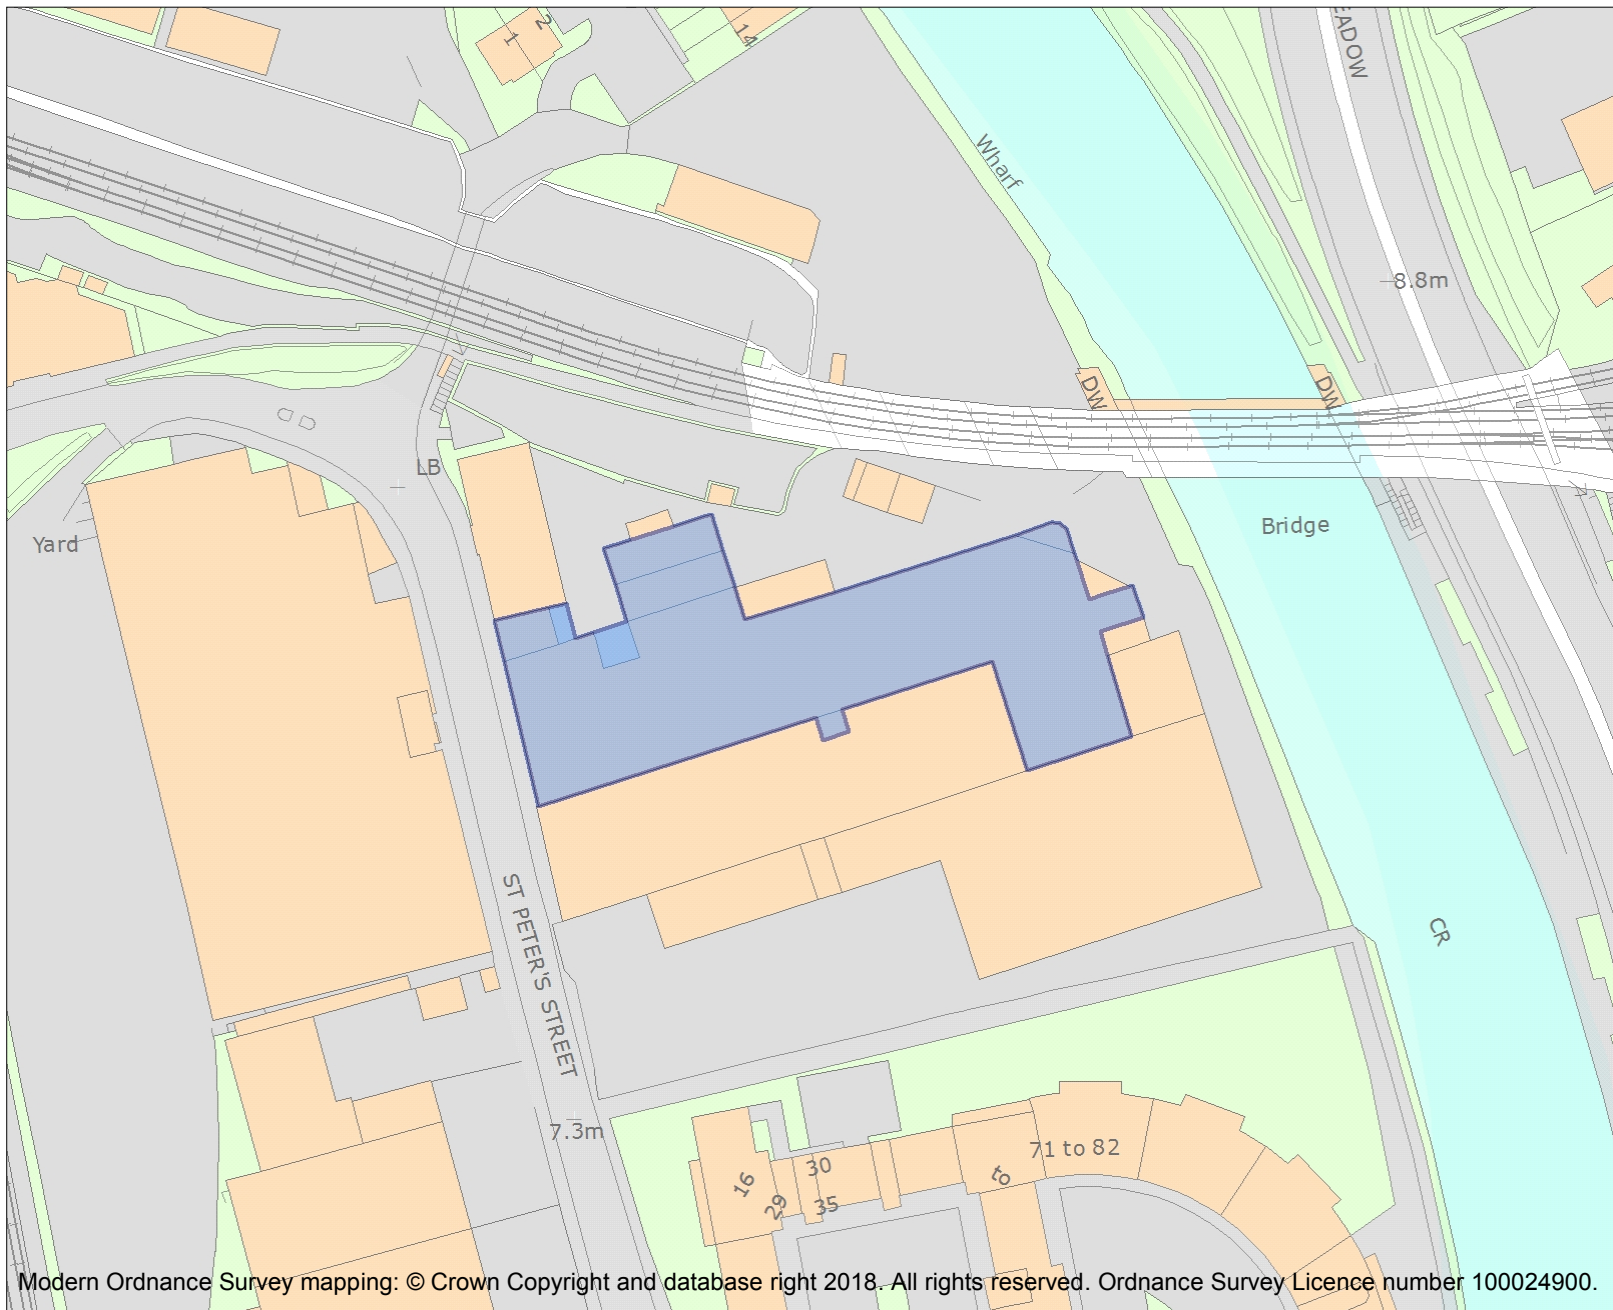 1
2
14
EADOW
Wharf
8.8m
DW
DW
LB
Bridge
Yard
CR
ST PETER'S STREET
7.3m
71 to 82
30
to
16
29
35
Modern Ordnance Survey mapping: © Crown Copyright and database right 2018. All rights reserved. Ordnance Survey Licence number 100024900.